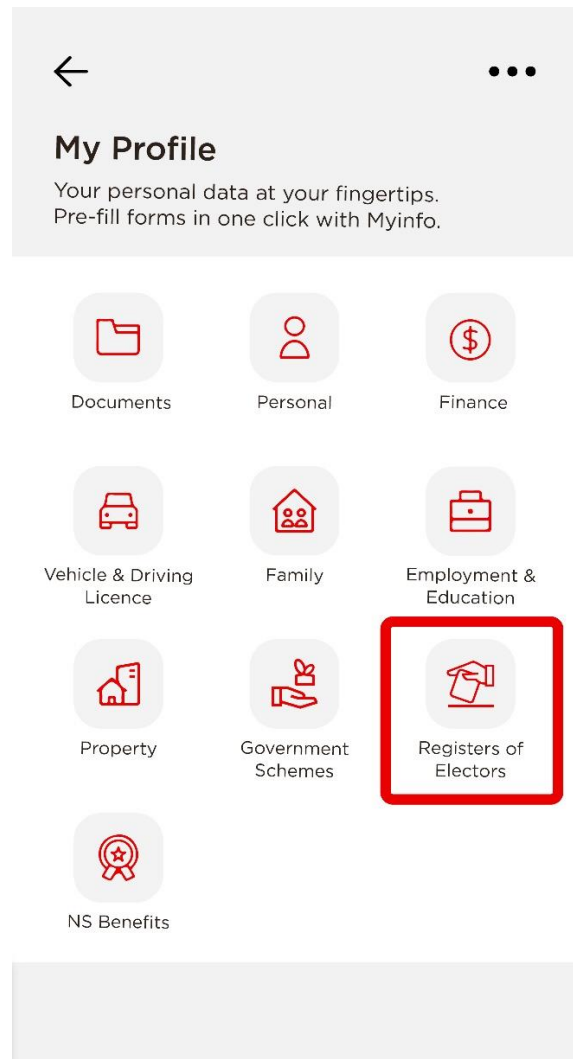 My Profile
Your personal data at your fingertips.
Pre-fill forms in one click with Myinfo.
Documents
Personal
Finance
Vehicle & Driving
Licence
Family
Employment &
Education
Property
Government
Schemes
Registers of
Electors
NS Benefits